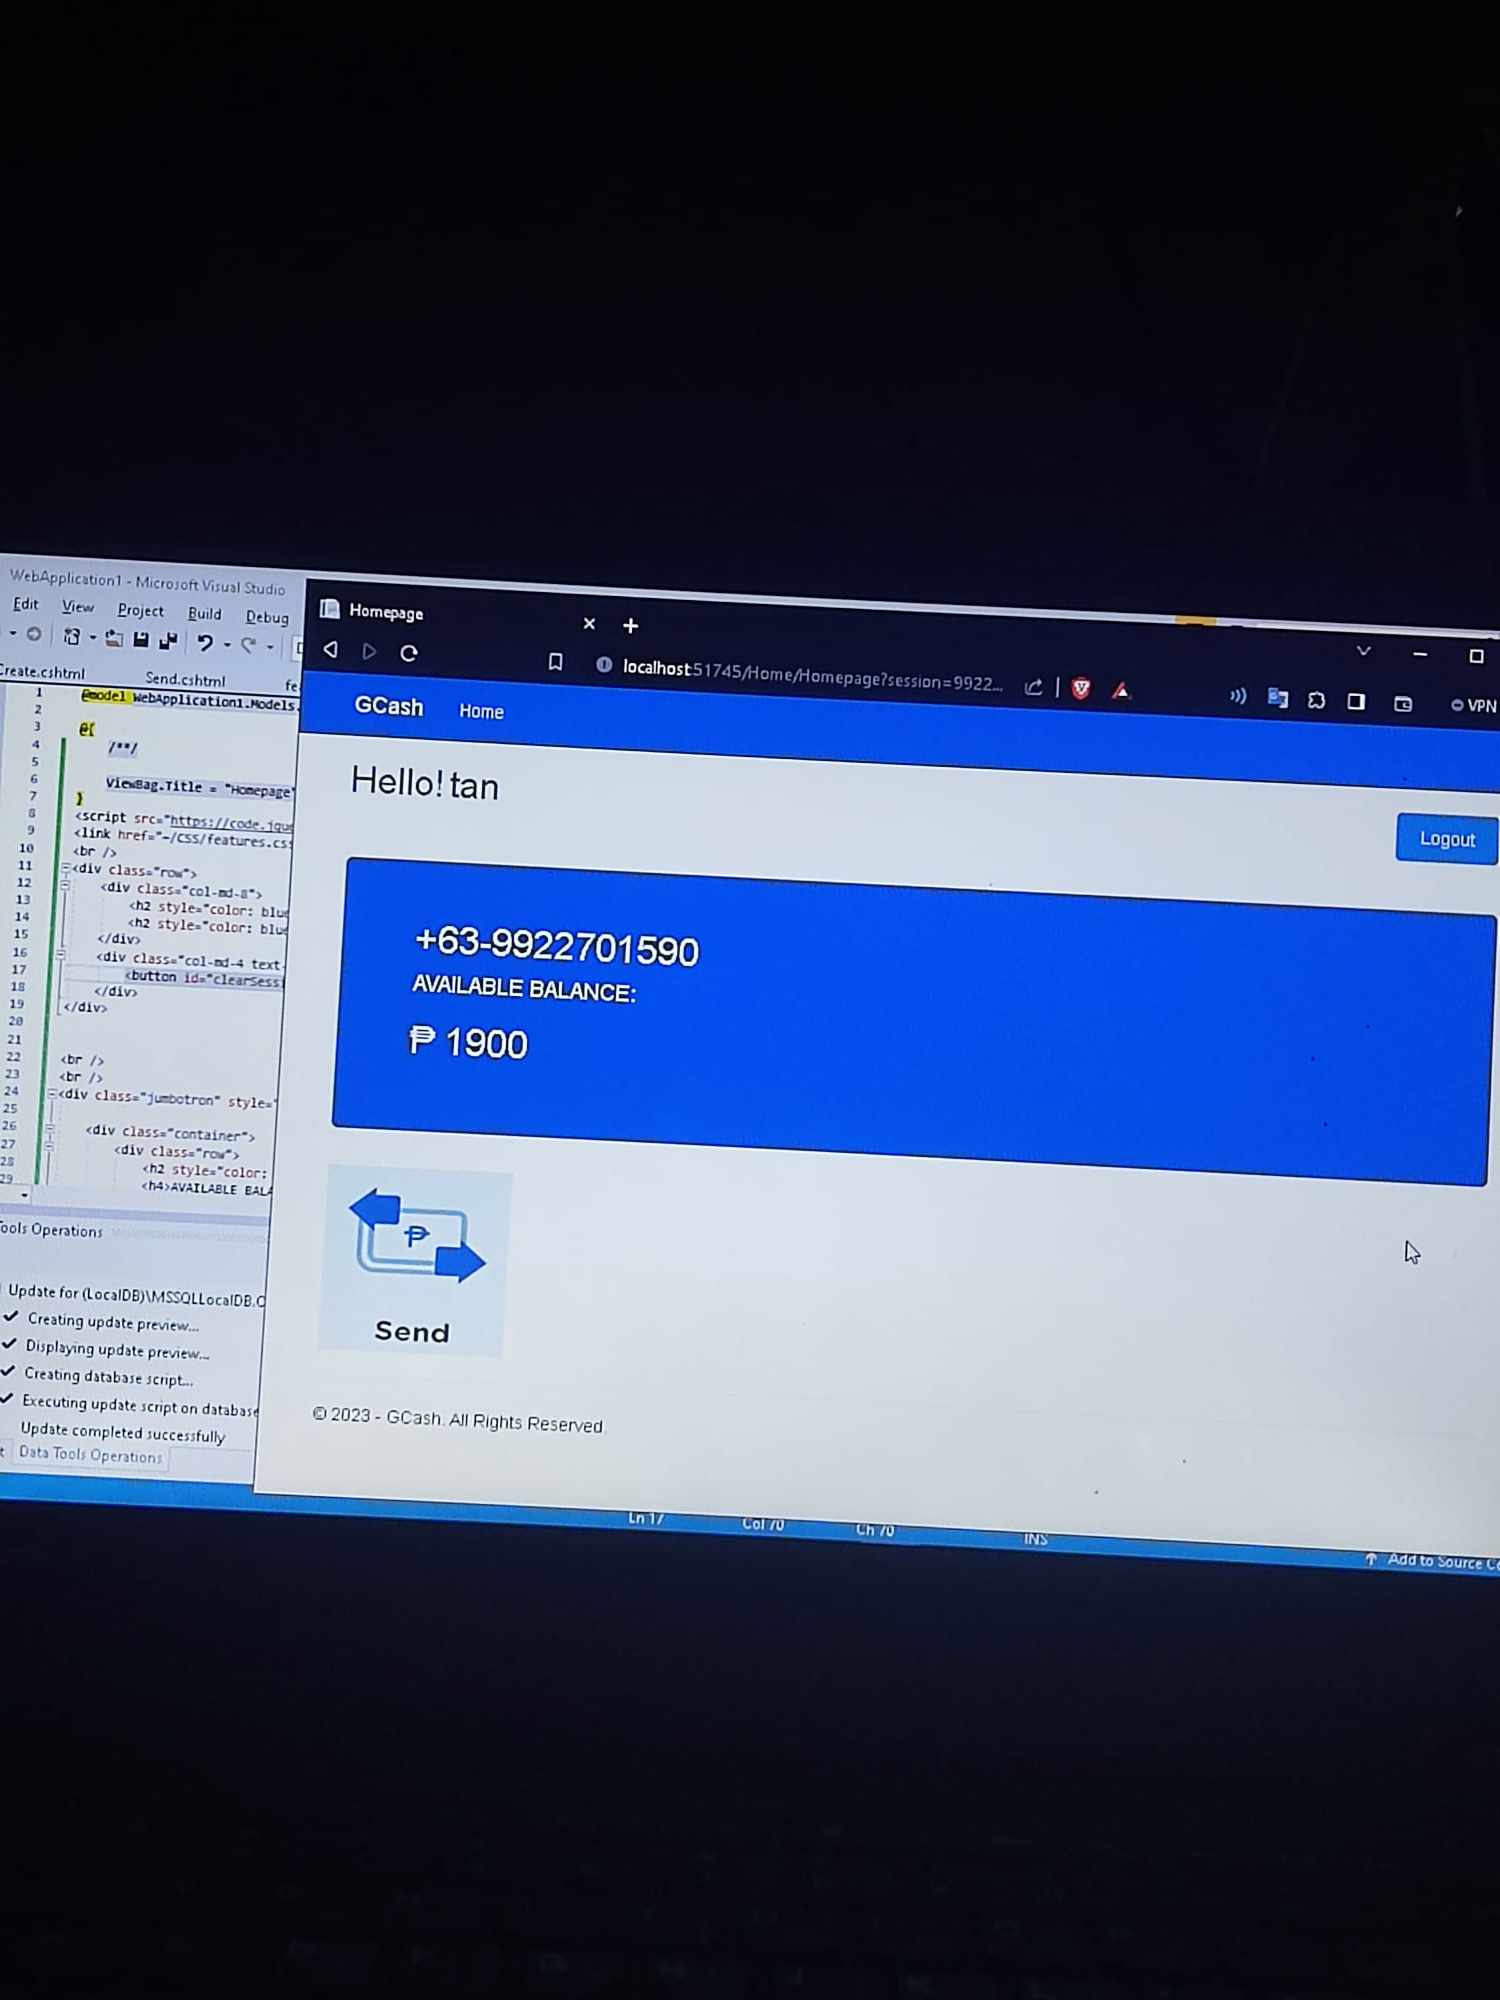 WebApplication1 - Microsoft Visual Studio
Edit View Project Build Debug
Create.cshtml Send.cshtml
1 @model WebApplication1.Models.
2
3 @{
4 /**/
5
6 ViewBag.Title = "Homepage"
7 }
8 <script src="https://code.jque
9 <link href="~/CSS/features.css
10 <br />
11 <div class="row">
12 <div class="col-md-8">
13 <h2 style="color: blue
14 <h2 style="color: blue
15 </div>
16 <div class="col-md-4 text-
17 <button id="clearSess
18 </div>
19 </div>
20
21
22 <br />
23 <br />
24 <div class="jumbotron" style="
25
26 <div class="container">
27 <div class="row">
28 <h2 style="color:
29 <h4>AVAILABLE BALA
Tools Operations
Update for (LocalDB)\MSSQLLocalDB.
Creating update preview...
Displaying update preview...
Creating database script...
Executing update script on database
Update completed successfully
Data Tools Operations
Homepage
localhost:51745/Home/Homepage?session=9922...
VPN
GCash Home
Hello! tan
Logout
+63-9922701590
AVAILABLE BALANCE:
₱ 1900
₱
Send
© 2023 - GCash. All Rights Reserved.
Ln 17 Col 70 Ch 70 INS
Add to Source